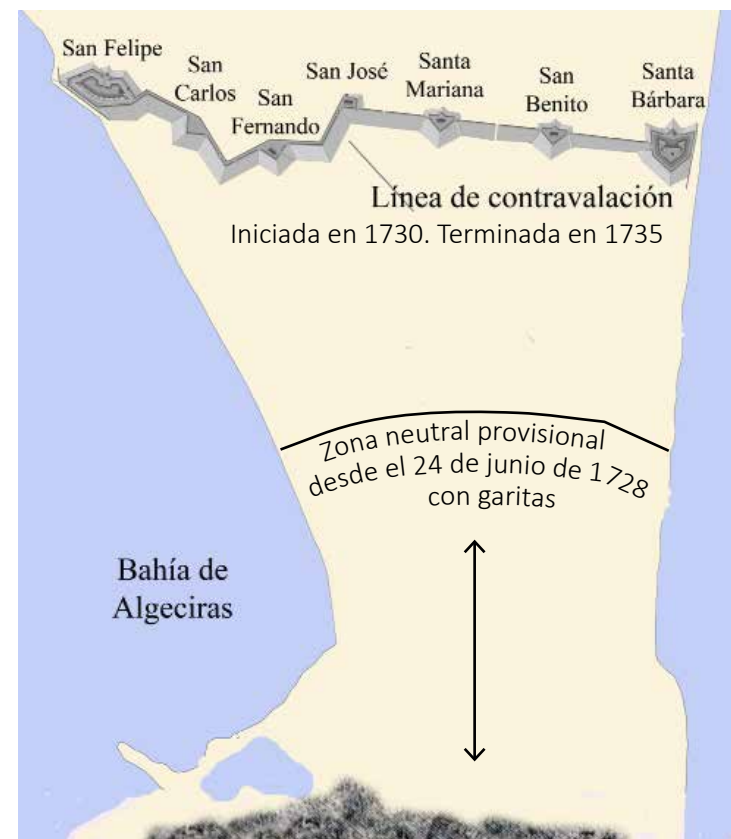 San Felipe
San
Carlos
San
Fernando
San José
Santa
Mariana
San
Benito
Santa
Bárbara
Línea de contravalación
Iniciada en 1730. Terminada en 1735
Zona neutral provisional
desde el 24 de junio de 1728
con garitas
Bahía de
Algeciras